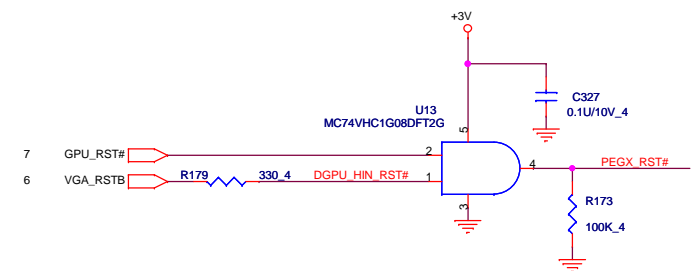 +3V
U13
MC74VHC1G08DFT2G
C327
0.1U/10V_4
5
7 GPU_RST# 2
4 PEGX_RST#
6 VGA_RSTB R179 330_4 DGPU_HIN_RST# 1
3
R173
100K_4